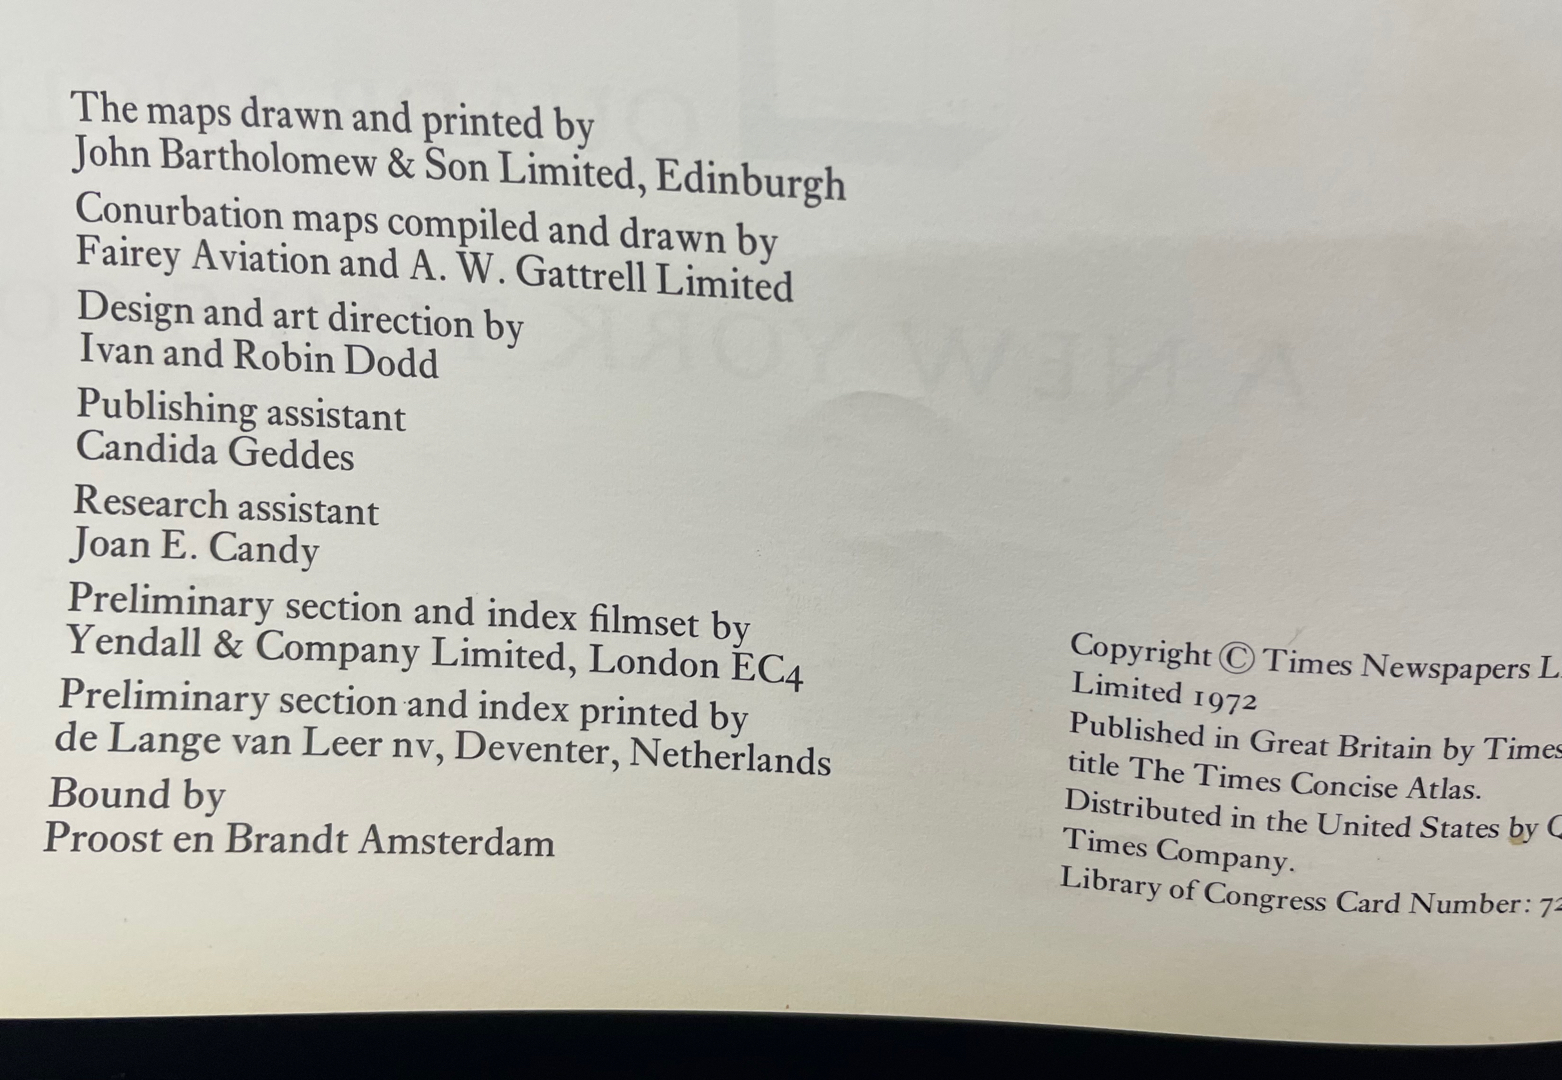 The maps drawn and printed by
John Bartholomew & Son Limited, Edinburgh
Conurbation maps compiled and drawn by
Fairey Aviation and A. W. Gattrell Limited
Design and art direction by
Ivan and Robin Dodd
Publishing assistant
Candida Geddes
Research assistant
Joan E. Candy
Preliminary section and index filmset by
Yendall & Company Limited, London EC4
Preliminary section and index printed by
de Lange van Leer nv, Deventer, Netherlands
Bound by
Proost en Brandt Amsterdam
Copyright © Times Newspapers
Limited 1972
Published in Great Britain by Times
title The Times Concise Atlas.
Distributed in the United States by
Times Company.
Library of Congress Card Number: 72
A NEW YORK